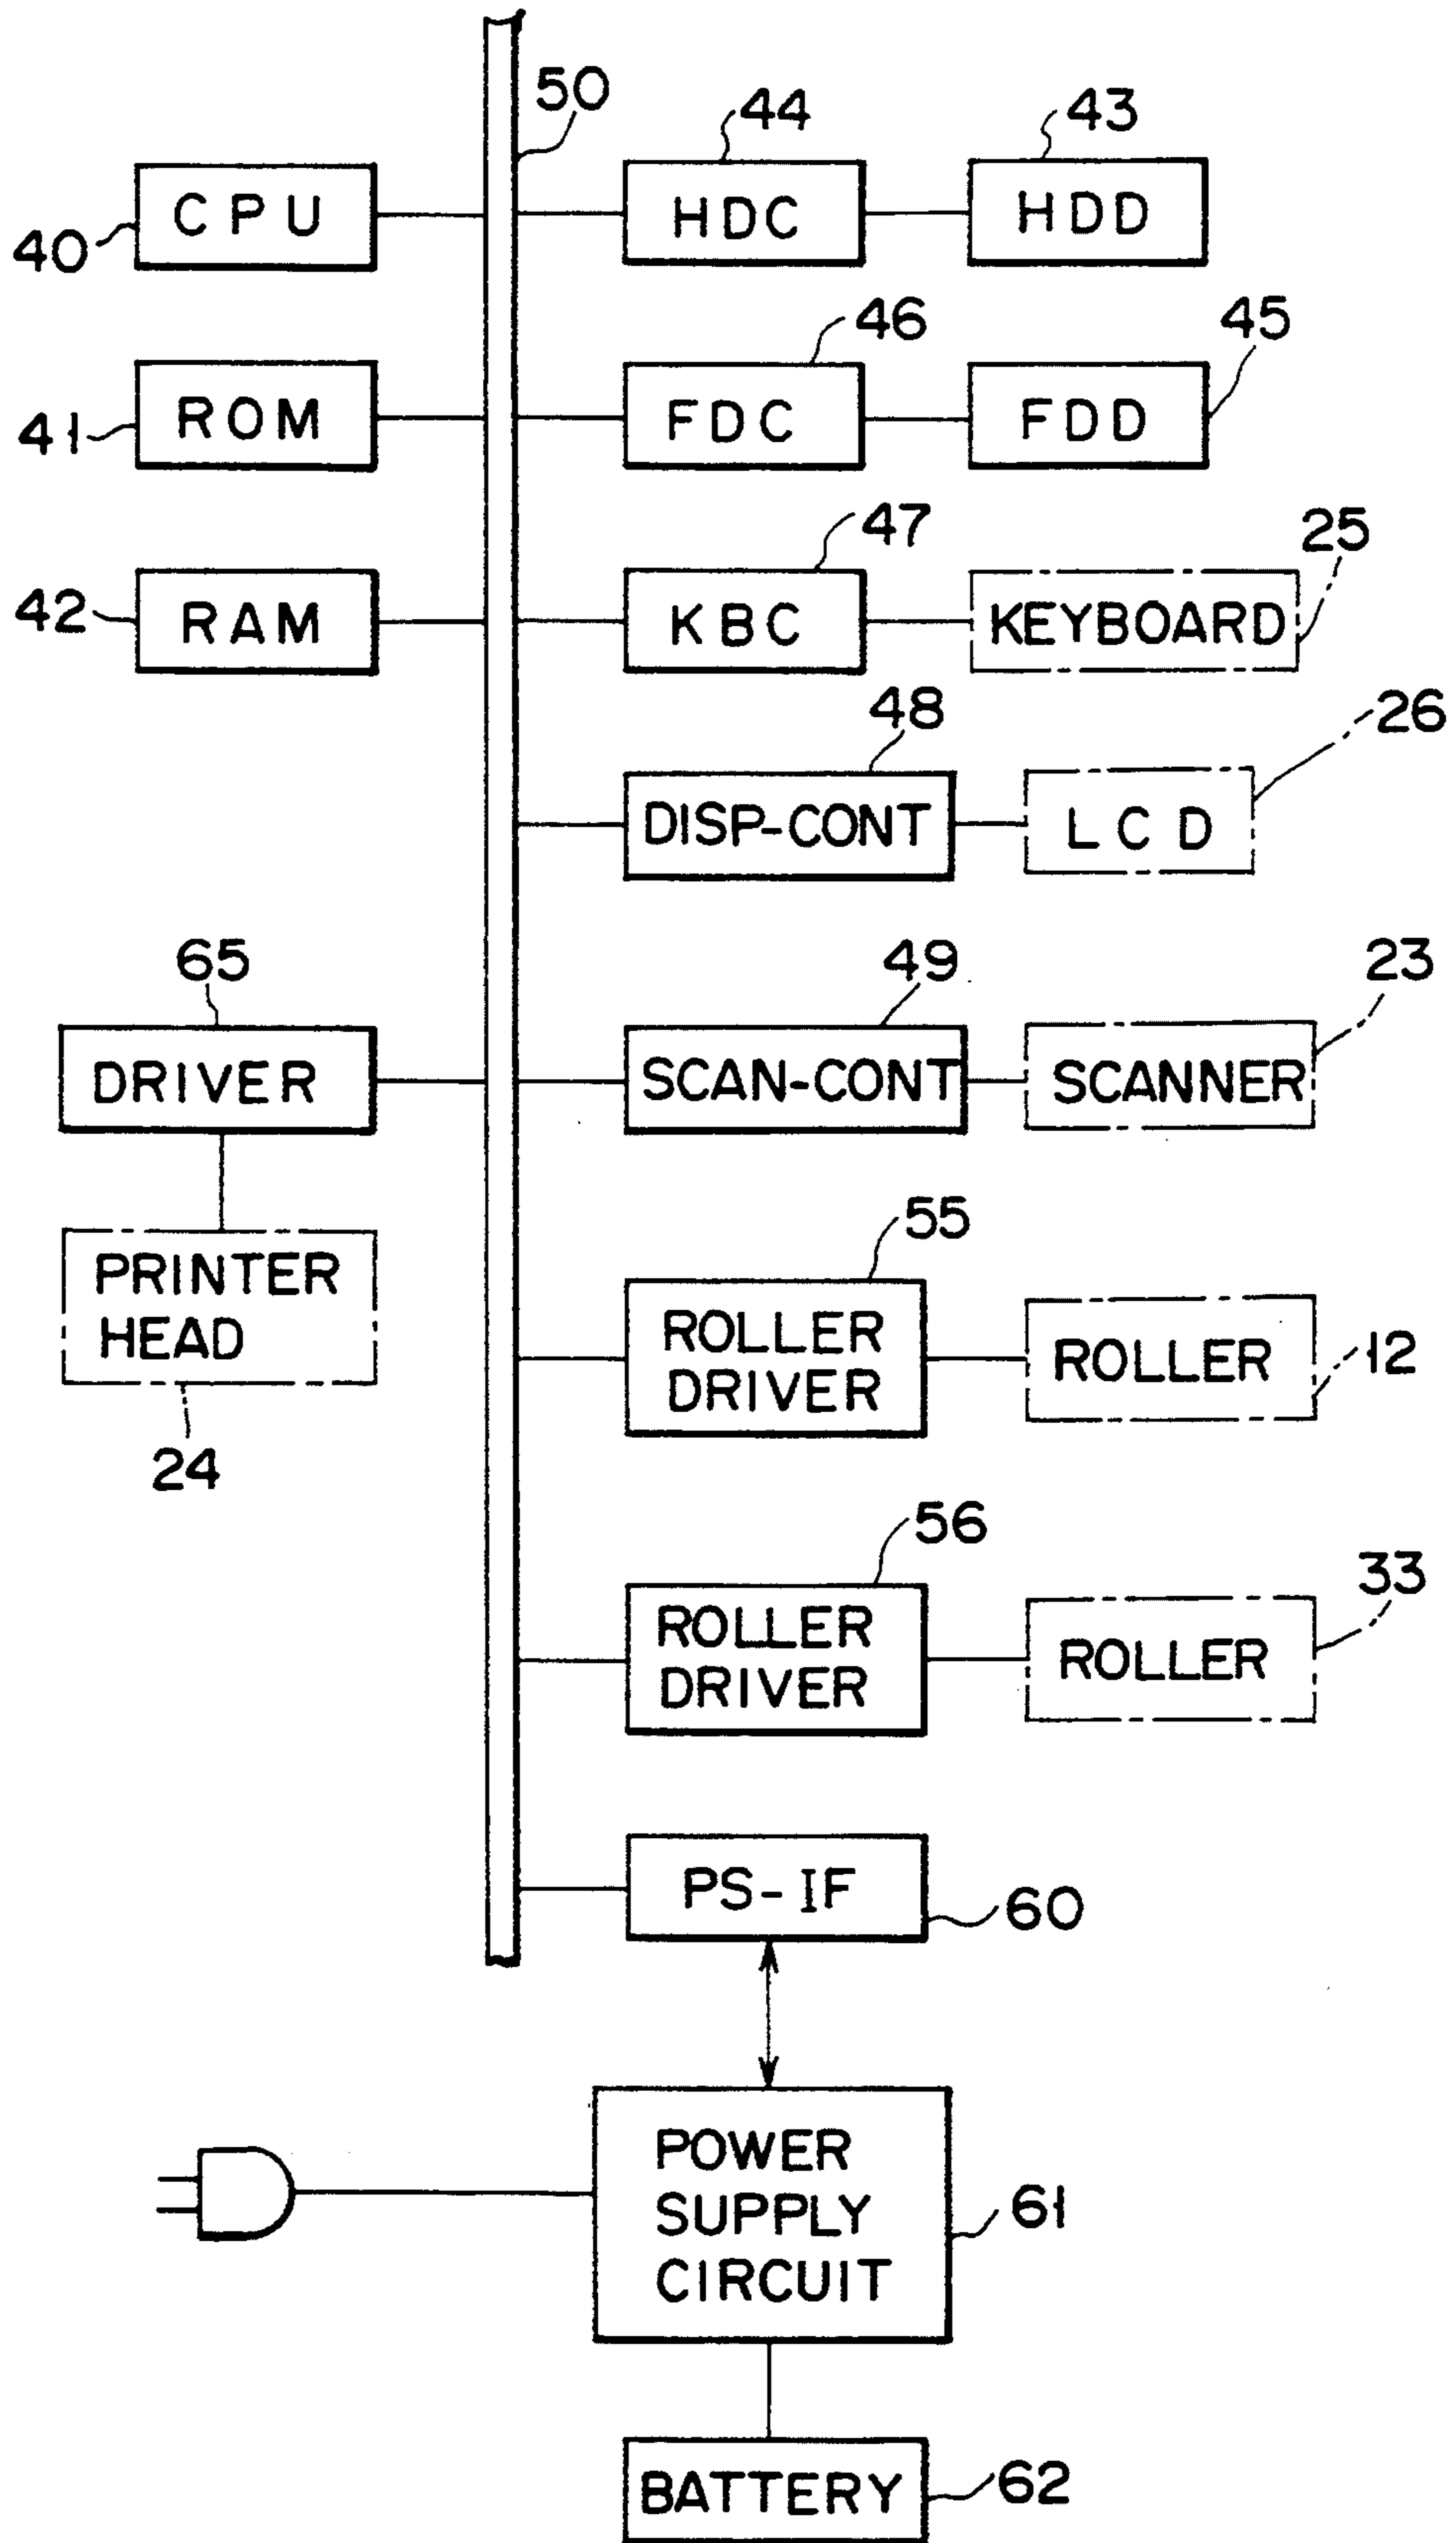 50
44
43
CPU
HDC
HDD
40
46
45
ROM
FDC
FDD
41
47
25
42
RAM
KBC
KEYBOARD
48
26
DISP-CONT
LCD
65
49
23
DRIVER
SCAN-CONT
SCANNER
55
PRINTER
HEAD
24
ROLLER
DRIVER
ROLLER
12
56
33
ROLLER
DRIVER
ROLLER
PS-IF
60
POWER
SUPPLY
CIRCUIT
61
BATTERY
62